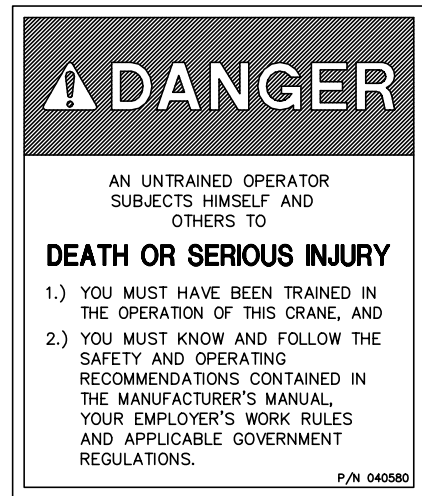 DANGER
AN UNTRAINED OPERATOR
SUBJECTS HIMSELF AND
OTHERS TO
DEATH OR SERIOUS INJURY
1.) YOU MUST HAVE BEEN TRAINED IN
THE OPERATION OF THIS CRANE, AND
2.) YOU MUST KNOW AND FOLLOW THE
SAFETY AND OPERATING
RECOMMENDATIONS CONTAINED IN
THE MANUFACTURER'S MANUAL,
YOUR EMPLOYER'S WORK RULES
AND APPLICABLE GOVERNMENT
REGULATIONS.
P/N 040580